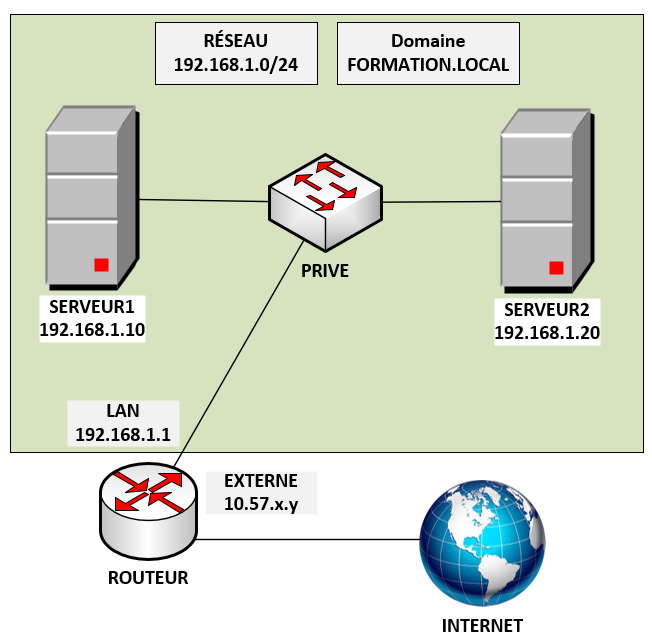 RÉSEAU
192.168.1.0/24
Domaine
FORMATION.LOCAL
PRIVE
SERVEUR1
192.168.1.10
SERVEUR2
192.168.1.20
LAN
192.168.1.1
EXTERNE
10.57.x.y
ROUTEUR
INTERNET